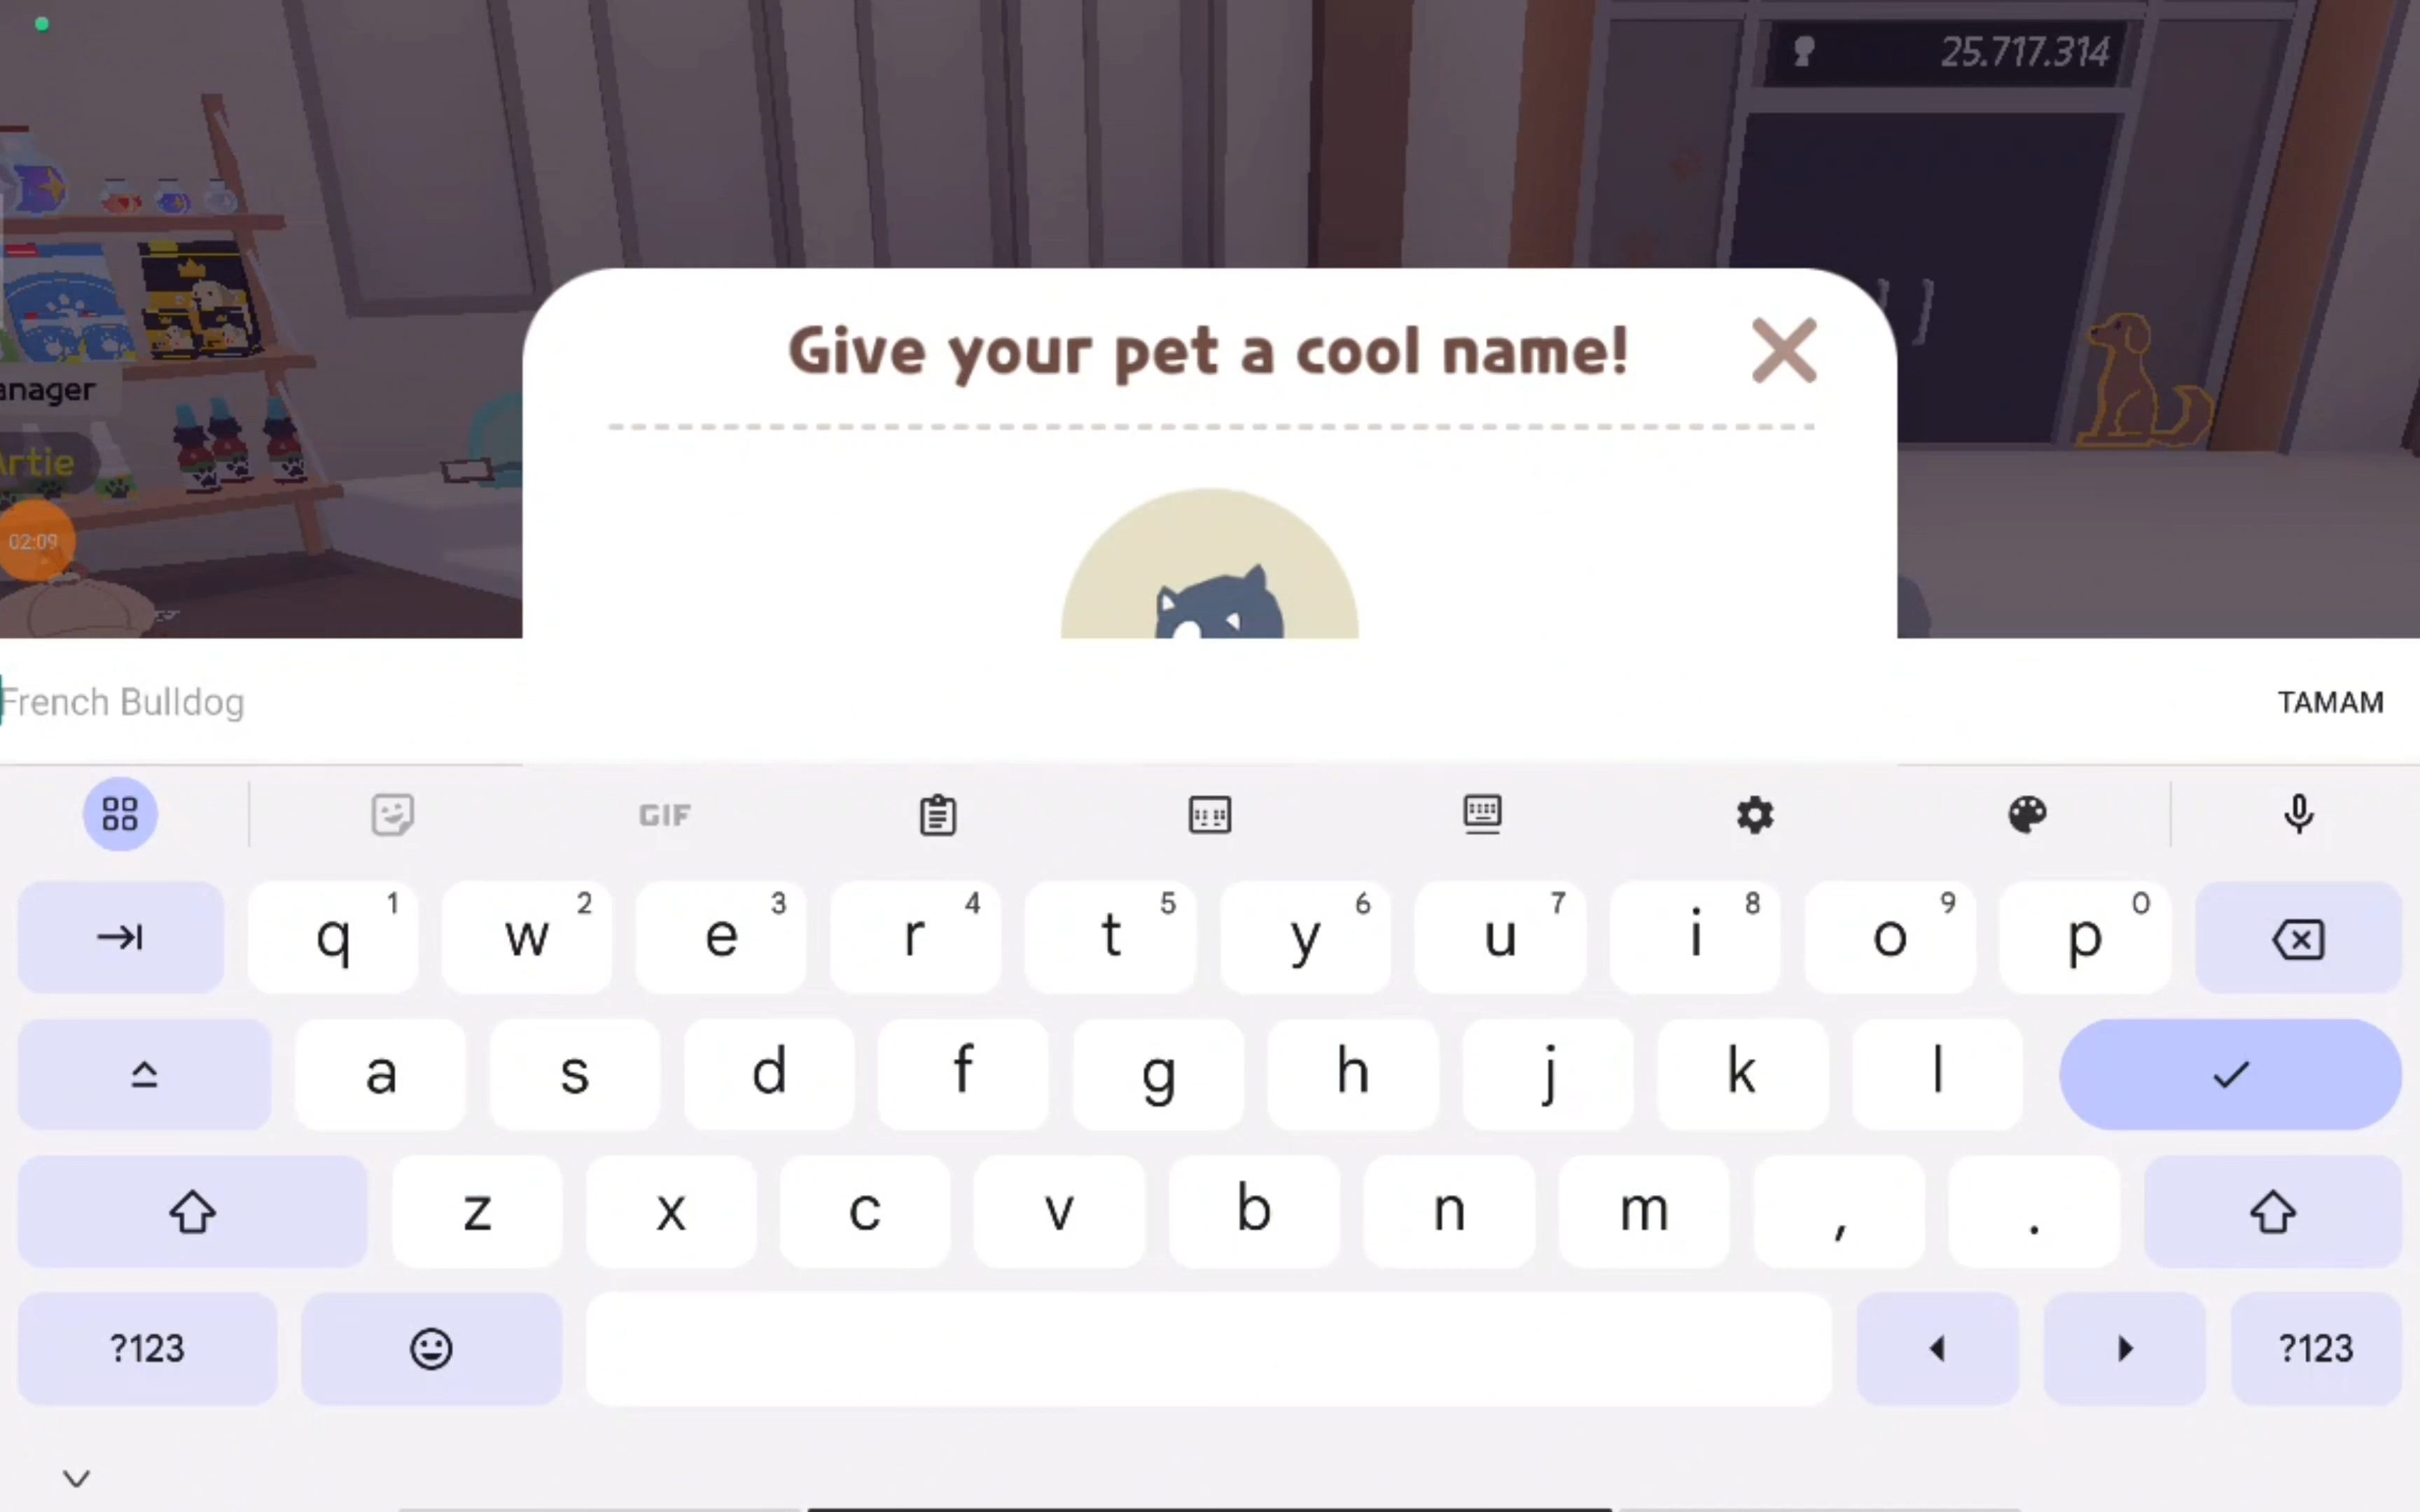 25.717.314
Give your pet a cool name!
anager
Artie
02:09
French Bulldog
TAMAM
GIF
q 1 w 2 e 3 r 4 t 5 y 6 u 7 i 8 o 9 p 0
a s d f g h j k l
z x c v b n m , .
?123 ?123